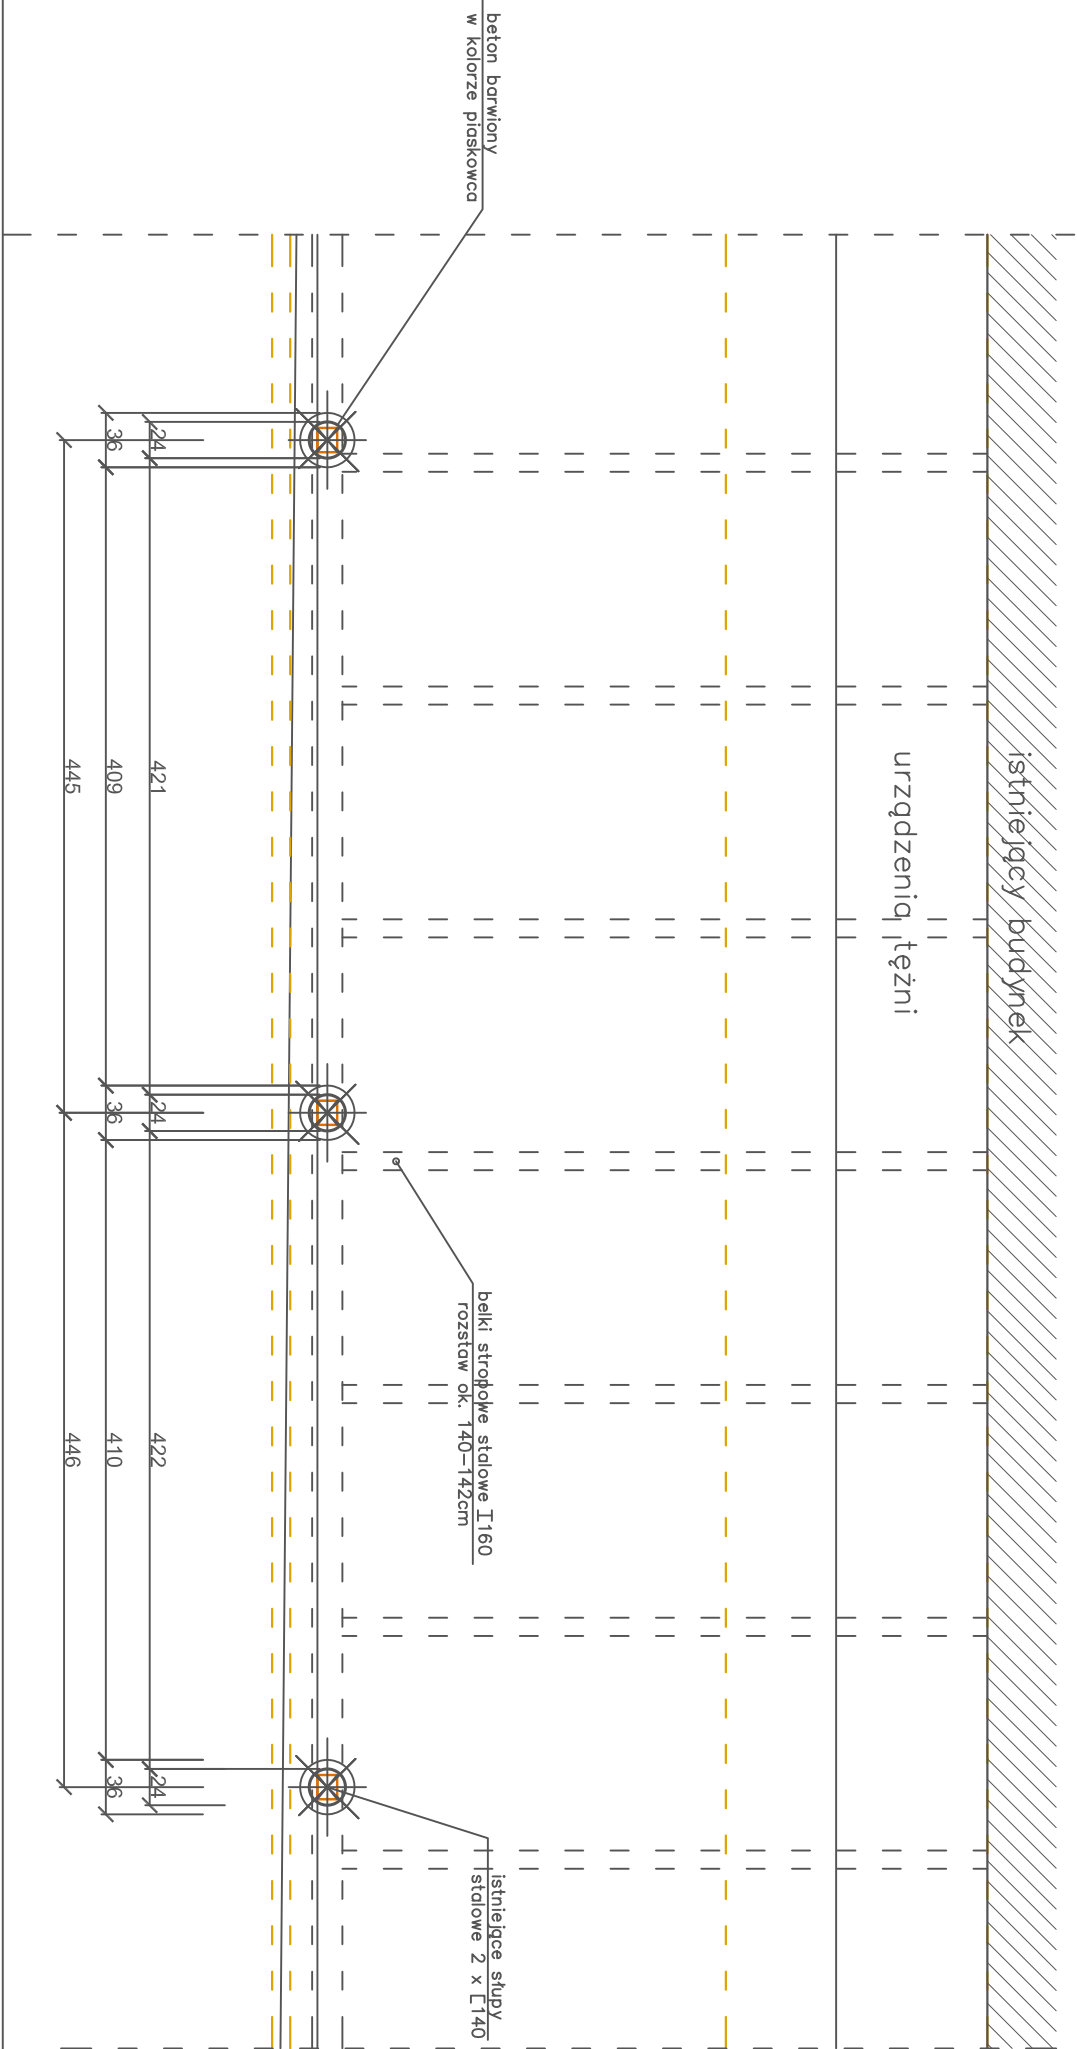 istniejący budynek
urządzenia tężni
beton barwiony
w kolorze piaskowca
belki stropowe stalowe I160
rozstaw ok. 140-142cm
istniejące słupy
stalowe 2 x [140
24
421
24
422
24
36
409
36
410
36
445
446